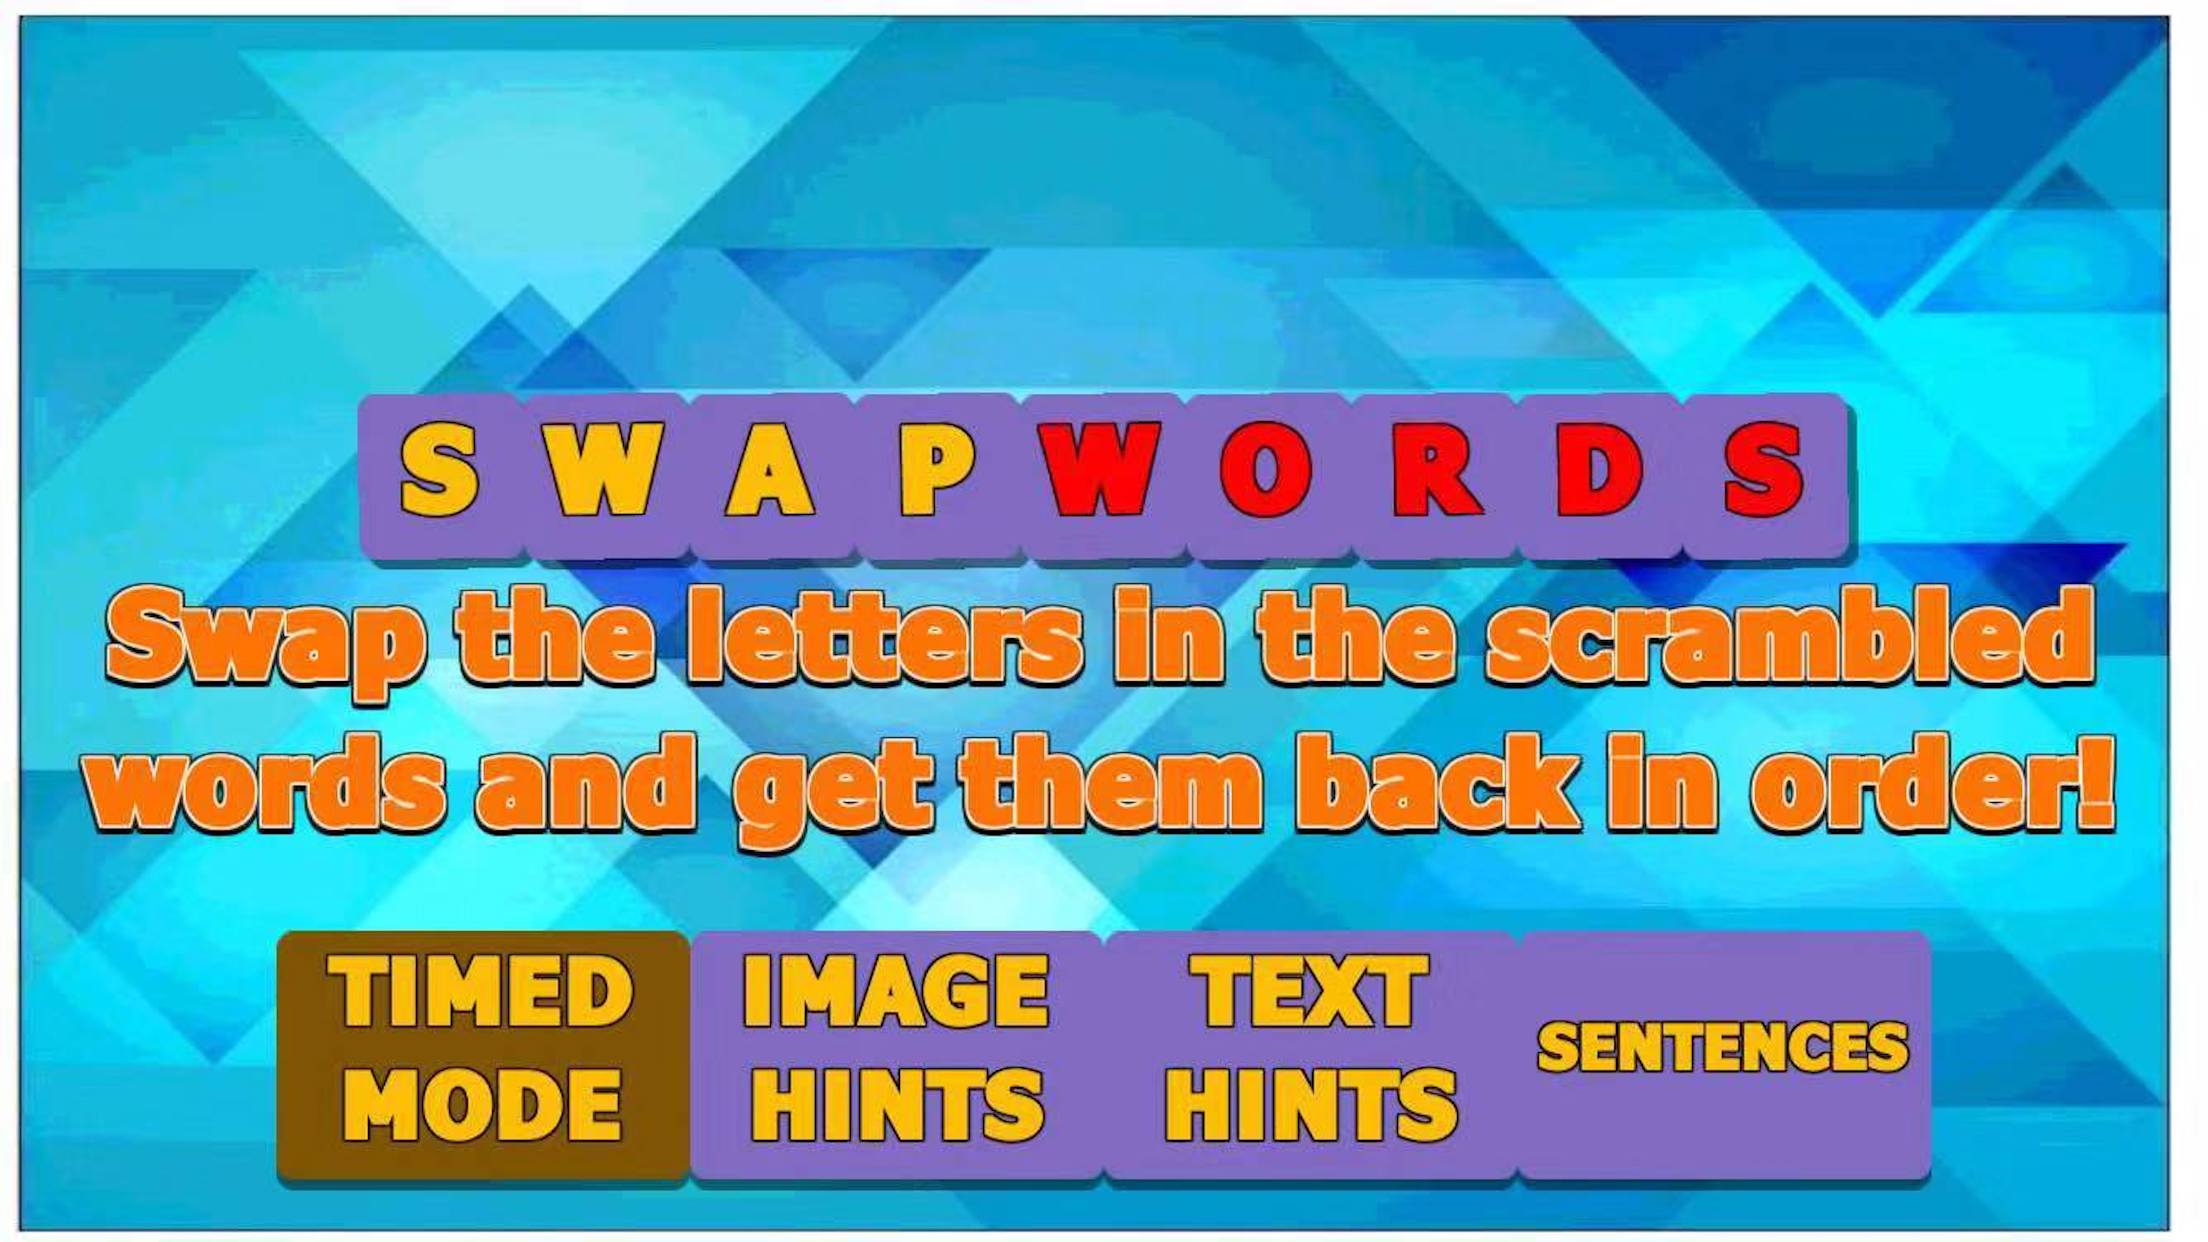 SWAPWORDS
Swap the letters in the scrambled
words and get them back in order!
TIMED
MODE
IMAGE
HINTS
TEXT
HINTS
SENTENCES